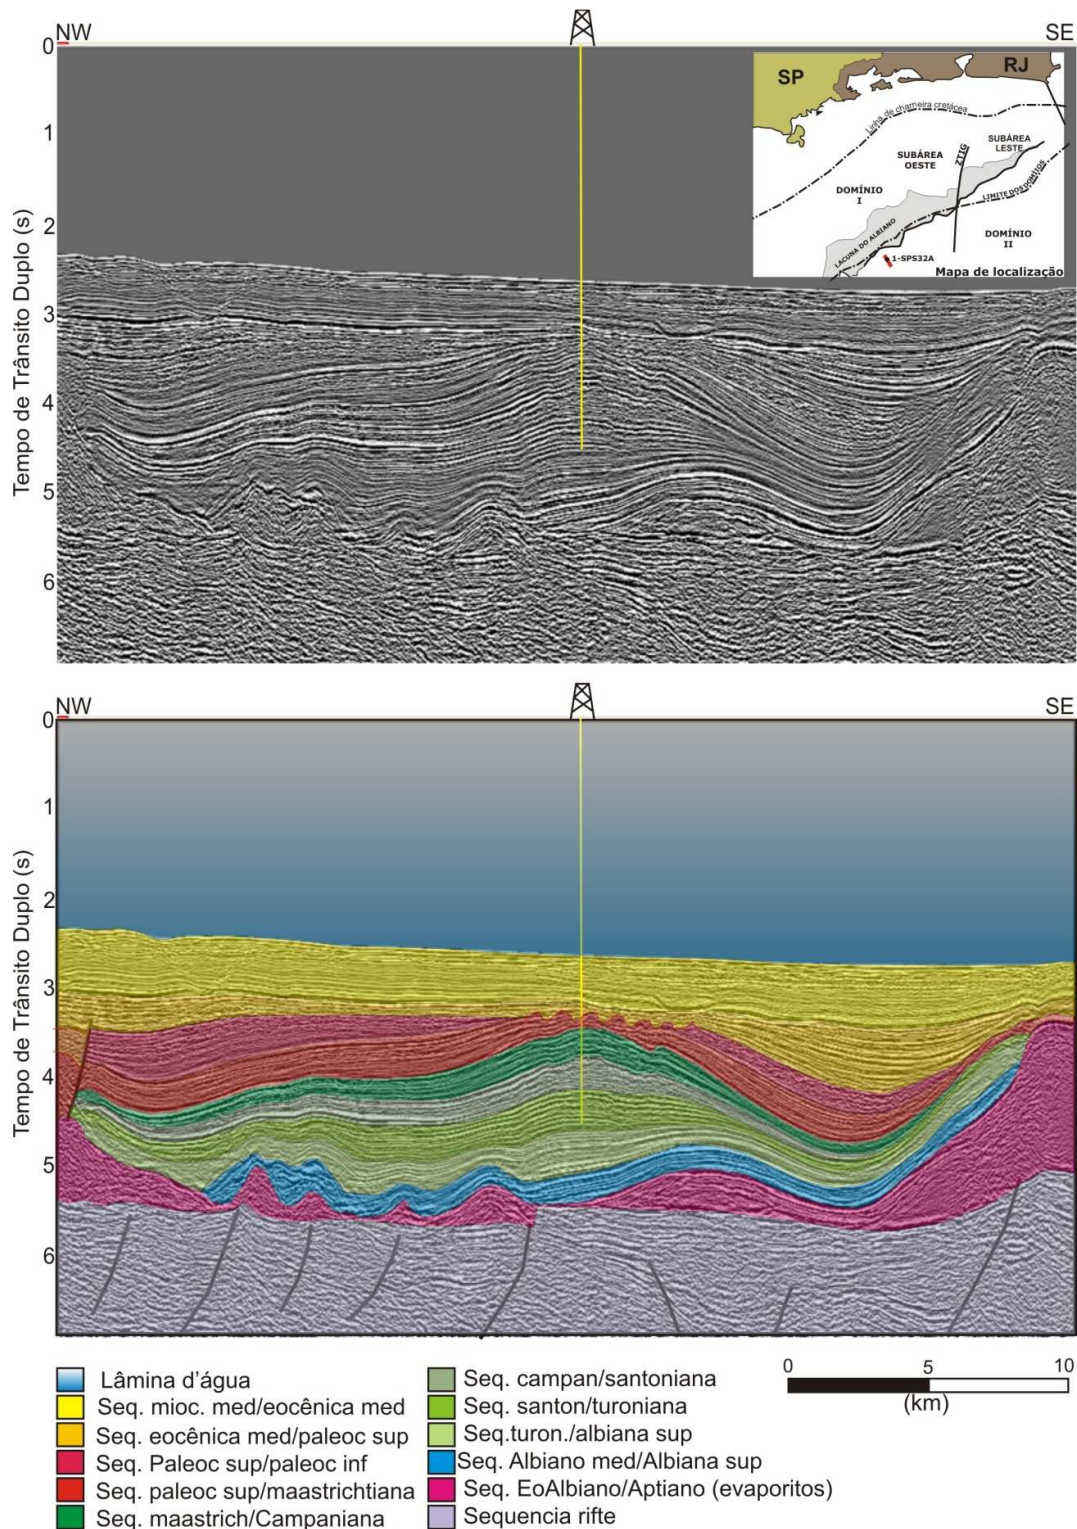 NW
SE
0
1
2
3
4
5
6
Tempo de Trânsito Duplo (s)
SP
RJ
Linha de charneira cretácea
SUBÁREA
OESTE
ZTIG
SUBÁREA
LESTE
DOMÍNIO
I
LIMITE DOS DOMÍNIOS
LACUNA DO ALBIANO
DOMÍNIO
II
1-SPS32A
Mapa de localização
NW
SE
0
1
2
3
4
5
6
Tempo de Trânsito Duplo (s)
Lâmina d'água
Seq. mioc. med/eocênica med
Seq. eocênica med/paleoc sup
Seq. Paleoc sup/paleoc inf
Seq. paleoc sup/maastrichtiana
Seq. maastrich/Campaniana
Seq. campan/santoniana
Seq. santon/turoniana
Seq.turon./albiana sup
Seq. Albiano med/Albiana sup
Seq. EoAlbiano/Aptiano (evaporitos)
Sequencia rifte
0 5 10
(km)